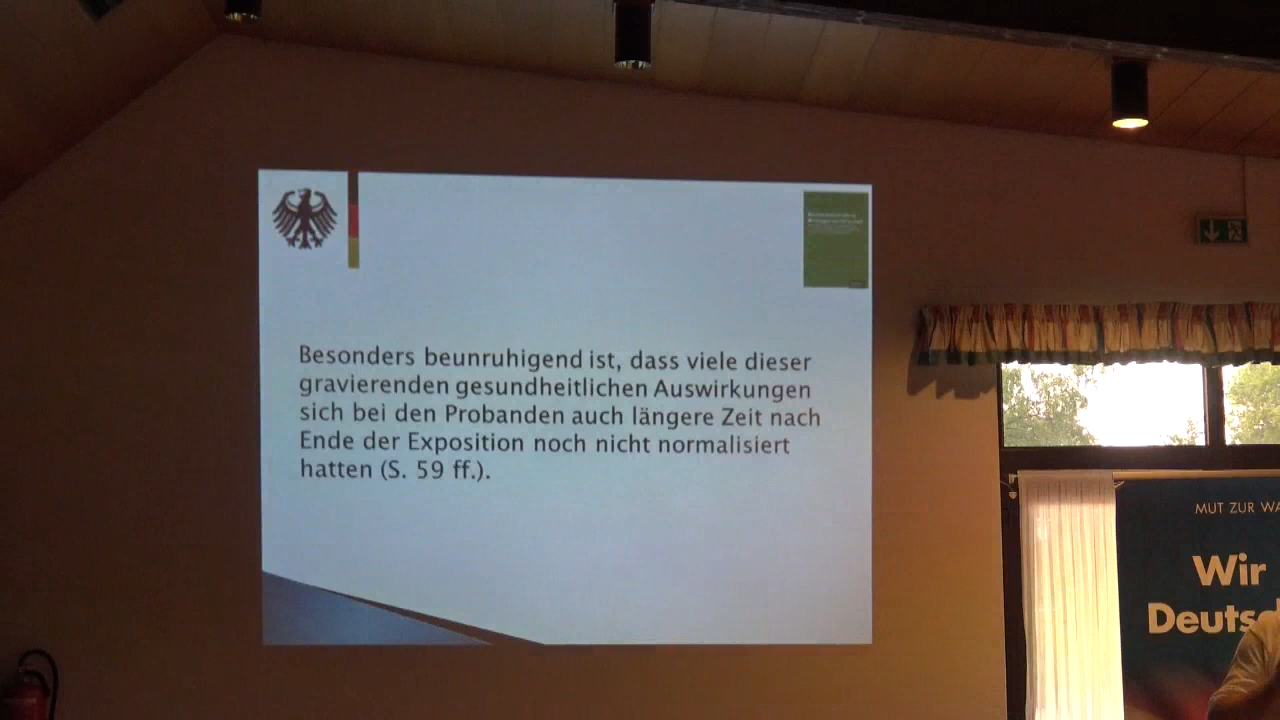 Besonders beunruhigend ist, dass viele dieser
gravierenden gesundheitlichen Auswirkungen
sich bei den Probanden auch längere Zeit nach
Ende der Exposition noch nicht normalisiert
hatten (S. 59 ff.).
MUT ZUR WA
Wir
Deutsc